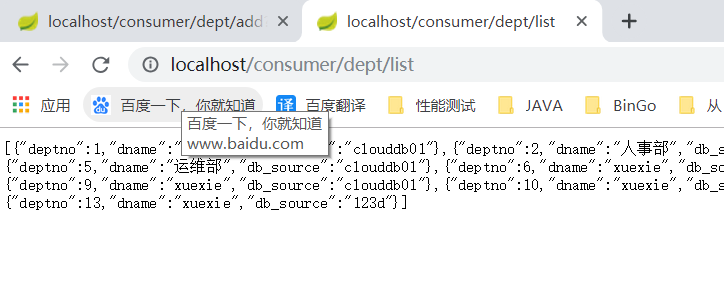 localhost/consumer/dept/add
localhost/consumer/dept/list
localhost/consumer/dept/list
应用 百度一下，你就知道 百度翻译 性能测试 JAVA BinGo 从
百度一下，你就知道
www.baidu.com
[{"deptno":1,"dname":" :"clouddb01"},{"deptno":2,"dname":"人事部","db_s
{"deptno":5,"dname":"运维部","db_source":"clouddb01"},{"deptno":6,"dname":"xuexie","db_sou
{"deptno":9,"dname":"xuexie","db_source":"clouddb01"},{"deptno":10,"dname":"xuexie","db_so
{"deptno":13,"dname":"xuexie","db_source":"123d"}]